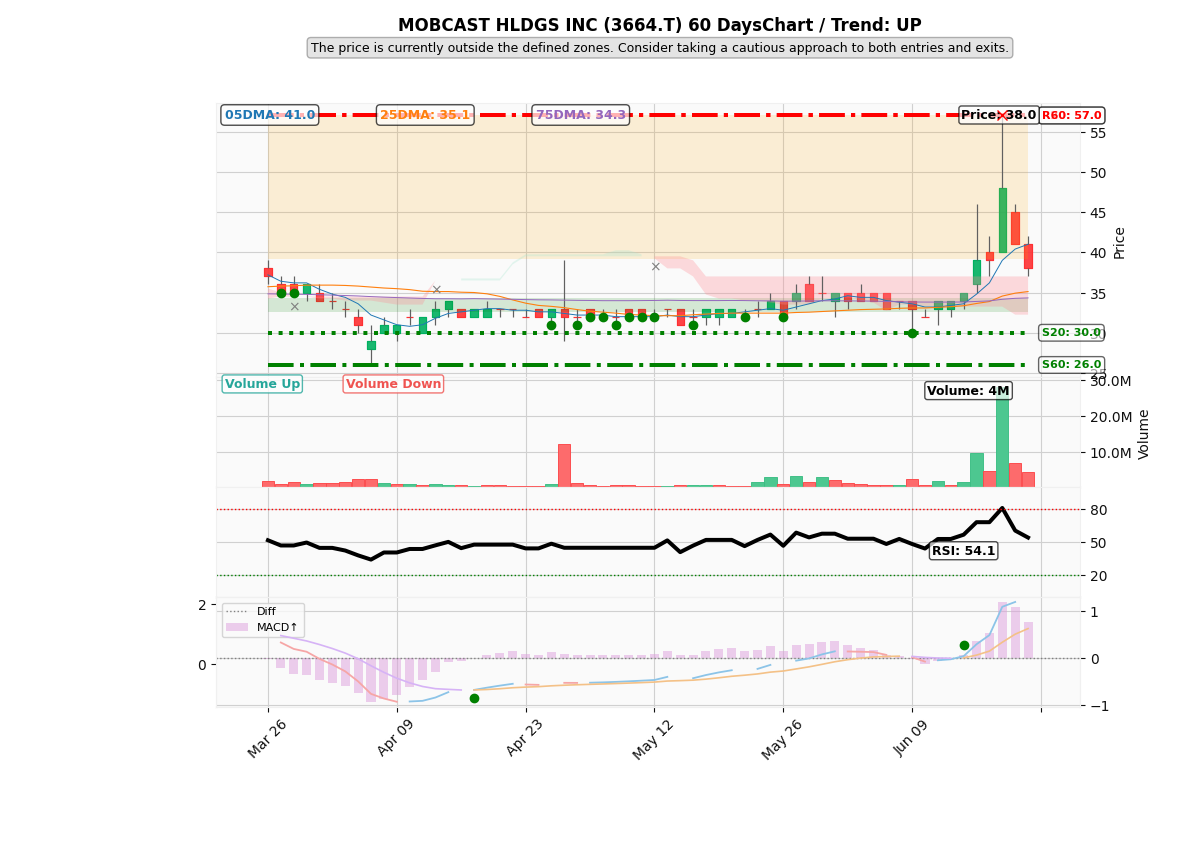 MOBCAST HLDGS INC (3664.T) 60 DaysChart / Trend: UP
The price is currently outside the defined zones. Consider taking a cautious approach to both entries and exits.
05DMA: 41.0
25DMA: 35.1
75DMA: 34.3
Price: 38.0
R60: 57.0
55
50
45
40
35
30
25
Price
S20: 30.0
S60: 26.0
Volume Up
Volume Down
Volume: 4M
30.0M
20.0M
10.0M
Volume
80
50
20
RSI: 54.1
2
0
Diff
MACD↑
1
0
−1
Mar 26
Apr 09
Apr 23
May 12
May 26
Jun 09